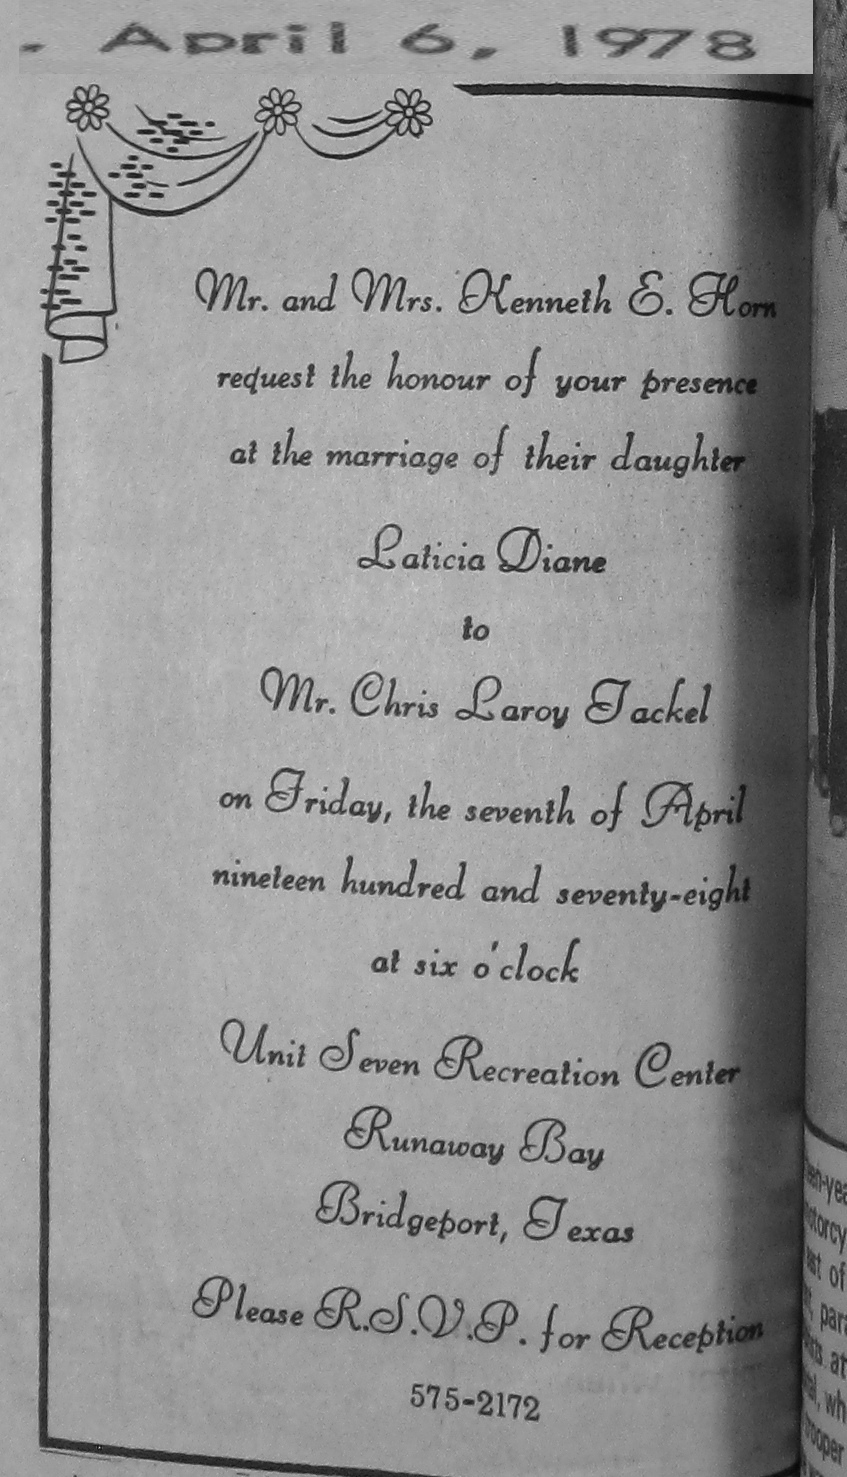 . April 6, 1978
Mr. and Mrs. Kenneth E. Horn
request the honour of your presence
at the marriage of their daughter
Laticia Diane
to
Mr. Chris Laroy Tackel
on Friday, the seventh of April
nineteen hundred and seventy-eight
at six o'clock
Unit Seven Recreation Center
Runaway Bay
Bridgeport, Texas
Please R.S.V.P. for Reception
575-2172